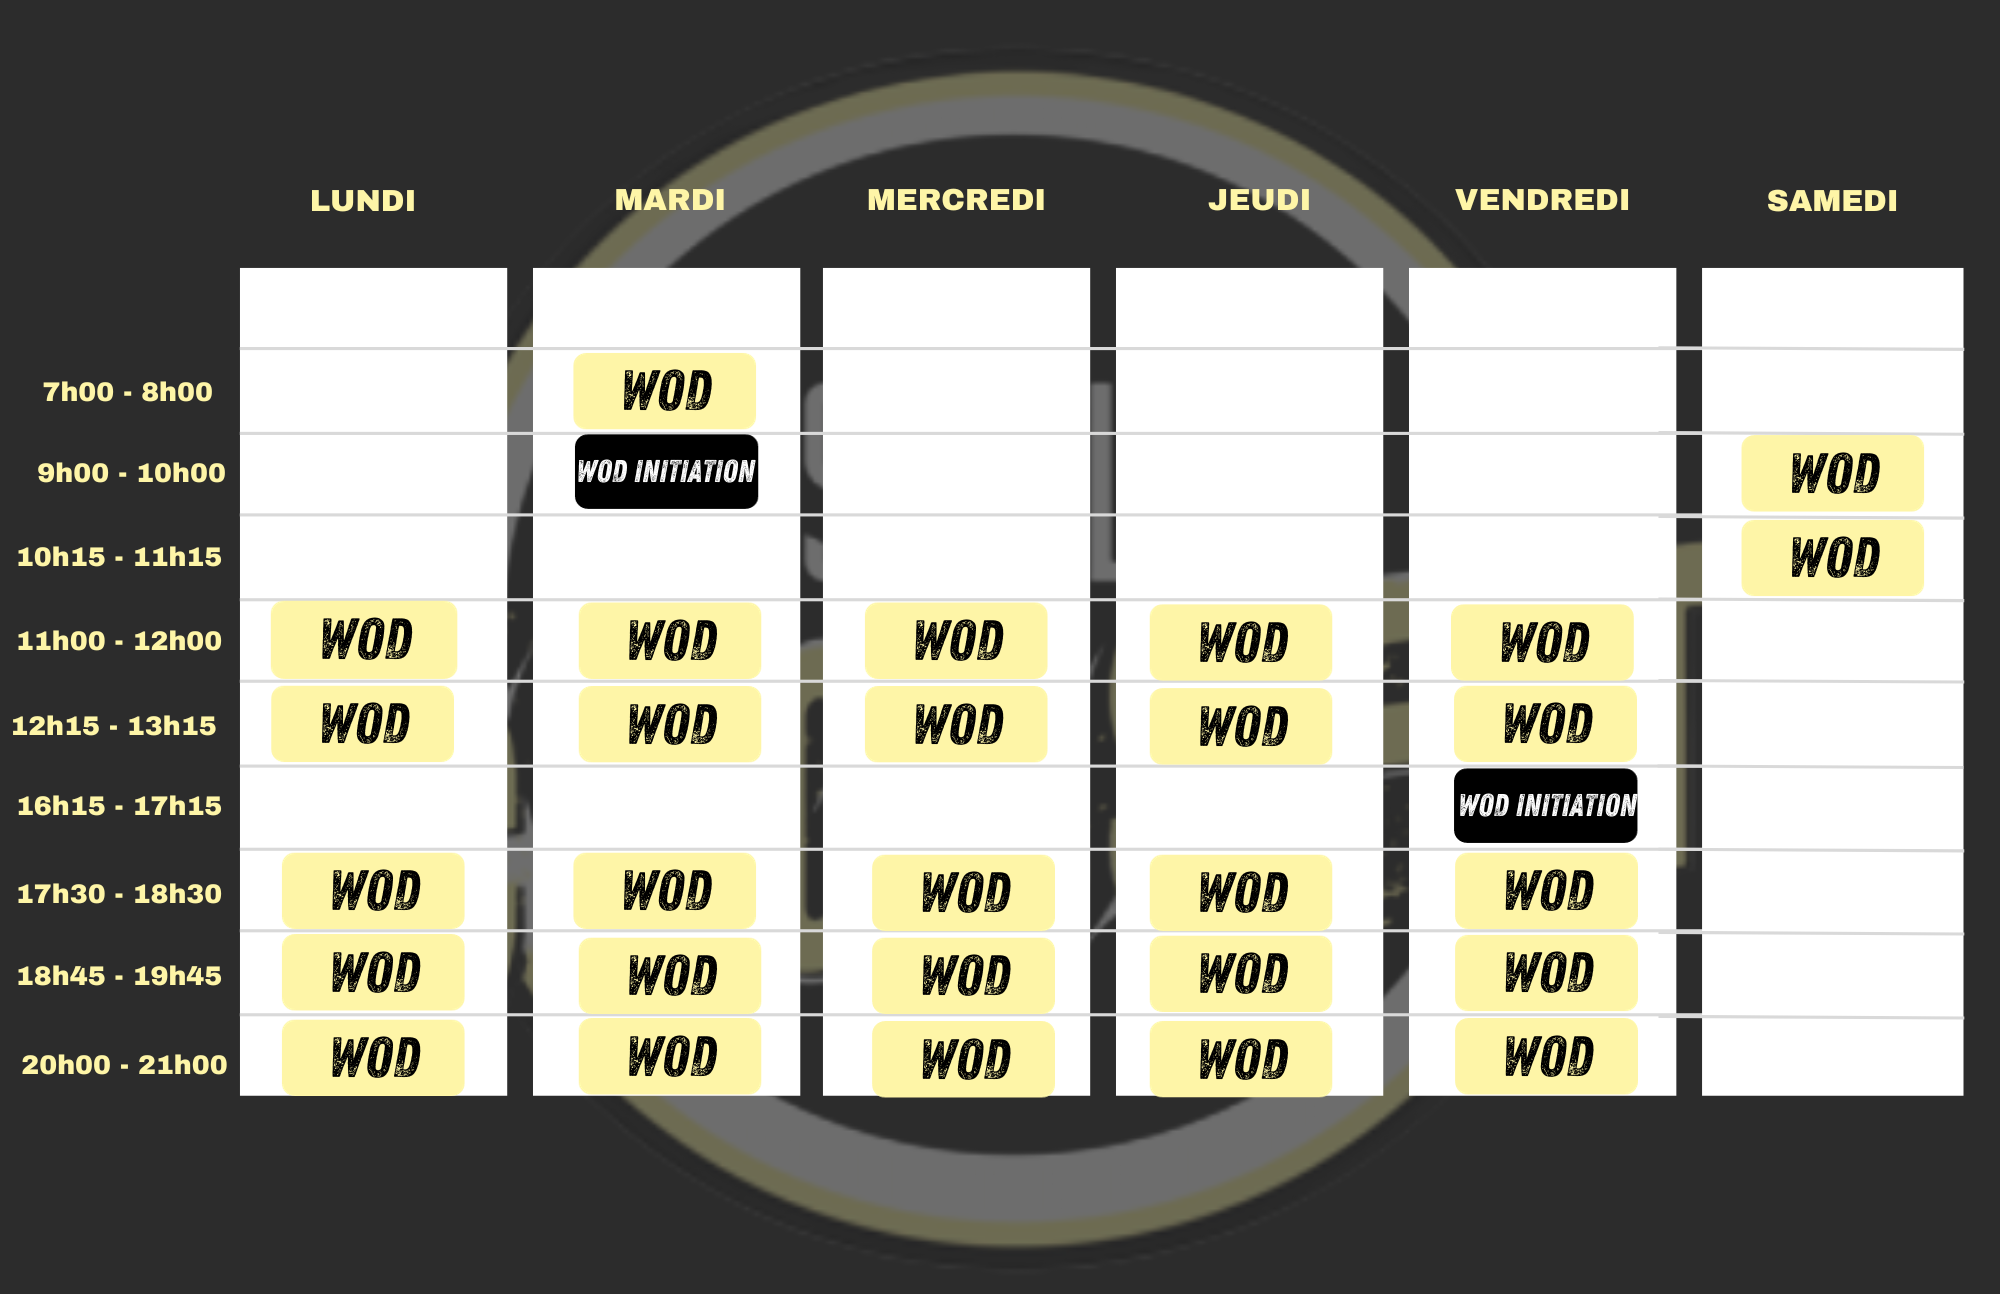 LUNDI MARDI MERCREDI JEUDI VENDREDI SAMEDI
7h00 - 8h00 WOD
9h00 - 10h00 WOD INITIATION WOD
10h15 - 11h15 WOD
11h00 - 12h00 WOD WOD WOD WOD WOD
12h15 - 13h15 WOD WOD WOD WOD WOD
16h15 - 17h15 WOD INITIATION
17h30 - 18h30 WOD WOD WOD WOD WOD
18h45 - 19h45 WOD WOD WOD WOD WOD
20h00 - 21h00 WOD WOD WOD WOD WOD